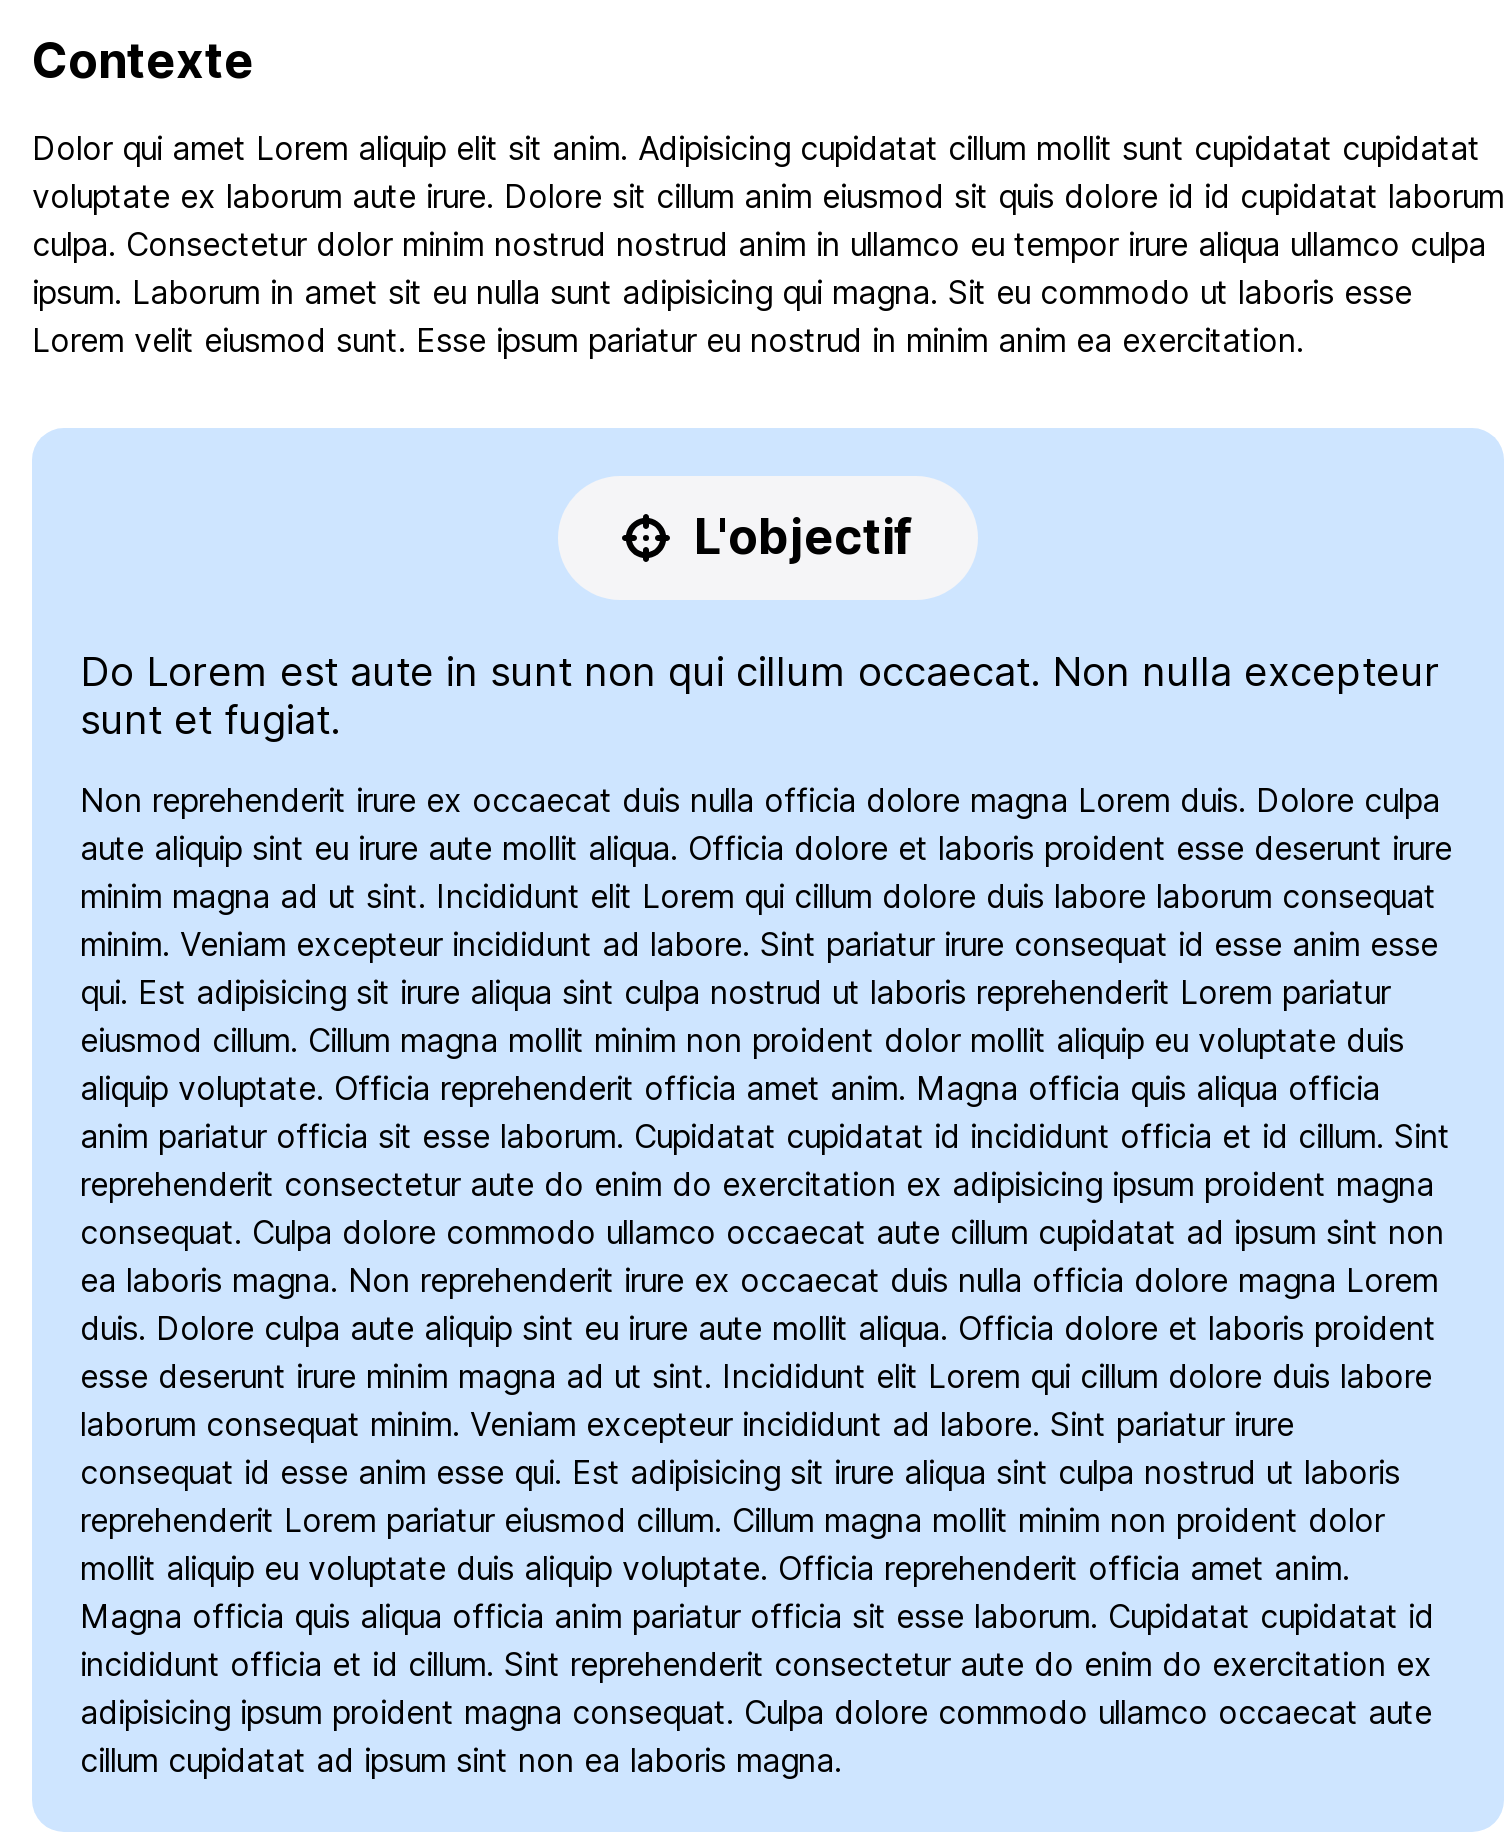 Contexte
Dolor qui amet Lorem aliquip elit sit anim. Adipisicing cupidatat cillum mollit sunt cupidatat cupidatat
voluptate ex laborum aute irure. Dolore sit cillum anim eiusmod sit quis dolore id id cupidatat laborum
culpa. Consectetur dolor minim nostrud nostrud anim in ullamco eu tempor irure aliqua ullamco culpa
ipsum. Laborum in amet sit eu nulla sunt adipisicing qui magna. Sit eu commodo ut laboris esse
Lorem velit eiusmod sunt. Esse ipsum pariatur eu nostrud in minim anim ea exercitation.
L'objectif
Do Lorem est aute in sunt non qui cillum occaecat. Non nulla excepteur
sunt et fugiat.
Non reprehenderit irure ex occaecat duis nulla officia dolore magna Lorem duis. Dolore culpa
aute aliquip sint eu irure aute mollit aliqua. Officia dolore et laboris proident esse deserunt irure
minim magna ad ut sint. Incididunt elit Lorem qui cillum dolore duis labore laborum consequat
minim. Veniam excepteur incididunt ad labore. Sint pariatur irure consequat id esse anim esse
qui. Est adipisicing sit irure aliqua sint culpa nostrud ut laboris reprehenderit Lorem pariatur
eiusmod cillum. Cillum magna mollit minim non proident dolor mollit aliquip eu voluptate duis
aliquip voluptate. Officia reprehenderit officia amet anim. Magna officia quis aliqua officia
anim pariatur officia sit esse laborum. Cupidatat cupidatat id incididunt officia et id cillum. Sint
reprehenderit consectetur aute do enim do exercitation ex adipisicing ipsum proident magna
consequat. Culpa dolore commodo ullamco occaecat aute cillum cupidatat ad ipsum sint non
ea laboris magna. Non reprehenderit irure ex occaecat duis nulla officia dolore magna Lorem
duis. Dolore culpa aute aliquip sint eu irure aute mollit aliqua. Officia dolore et laboris proident
esse deserunt irure minim magna ad ut sint. Incididunt elit Lorem qui cillum dolore duis labore
laborum consequat minim. Veniam excepteur incididunt ad labore. Sint pariatur irure
consequat id esse anim esse qui. Est adipisicing sit irure aliqua sint culpa nostrud ut laboris
reprehenderit Lorem pariatur eiusmod cillum. Cillum magna mollit minim non proident dolor
mollit aliquip eu voluptate duis aliquip voluptate. Officia reprehenderit officia amet anim.
Magna officia quis aliqua officia anim pariatur officia sit esse laborum. Cupidatat cupidatat id
incididunt officia et id cillum. Sint reprehenderit consectetur aute do enim do exercitation ex
adipisicing ipsum proident magna consequat. Culpa dolore commodo ullamco occaecat aute
cillum cupidatat ad ipsum sint non ea laboris magna.